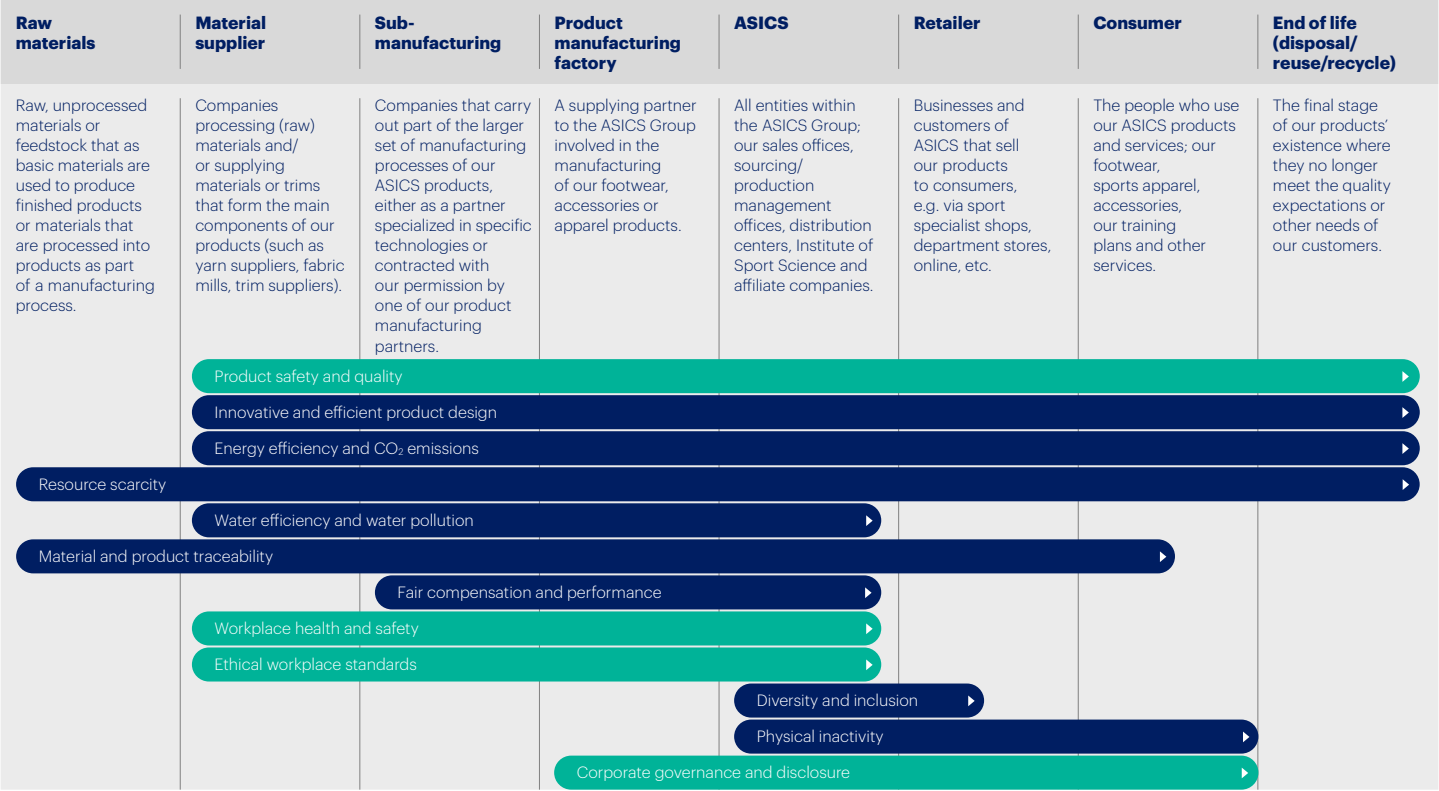 Raw
materials
Material
supplier
Sub-
manufacturing
Product
manufacturing
factory
ASICS
Retailer
Consumer
End of life
(disposal/
reuse/recycle)
Raw, unprocessed
materials or
feedstock that as
basic materials are
used to produce
finished products
or materials that
are processed into
products as part
of a manufacturing
process.
Companies
processing (raw)
materials and/
or supplying
materials or trims
that form the main
components of our
products (such as
yarn suppliers, fabric
mills, trim suppliers).
Companies that carry
out part of the larger
set of manufacturing
processes of our
ASICS products,
either as a partner
specialized in specific
technologies or
contracted with
our permission by
one of our product
manufacturing
partners.
A supplying partner
to the ASICS Group
involved in the
manufacturing
of our footwear,
accessories or
apparel products.
All entities within
the ASICS Group;
our sales offices,
sourcing/
production
management
offices, distribution
centers, Institute of
Sport Science and
affiliate companies.
Businesses and
customers of
ASICS that sell
our products
to consumers,
e.g. via sport
specialist shops,
department stores,
online, etc.
The people who use
our ASICS products
and services; our
footwear,
sports apparel,
accessories,
our training
plans and other
services.
The final stage
of our products’
existence where
they no longer
meet the quality
expectations or
other needs of
our customers.
Product safety and quality
Innovative and efficient product design
Energy efficiency and CO₂ emissions
Resource scarcity
Water efficiency and water pollution
Material and product traceability
Fair compensation and performance
Workplace health and safety
Ethical workplace standards
Diversity and inclusion
Physical inactivity
Corporate governance and disclosure